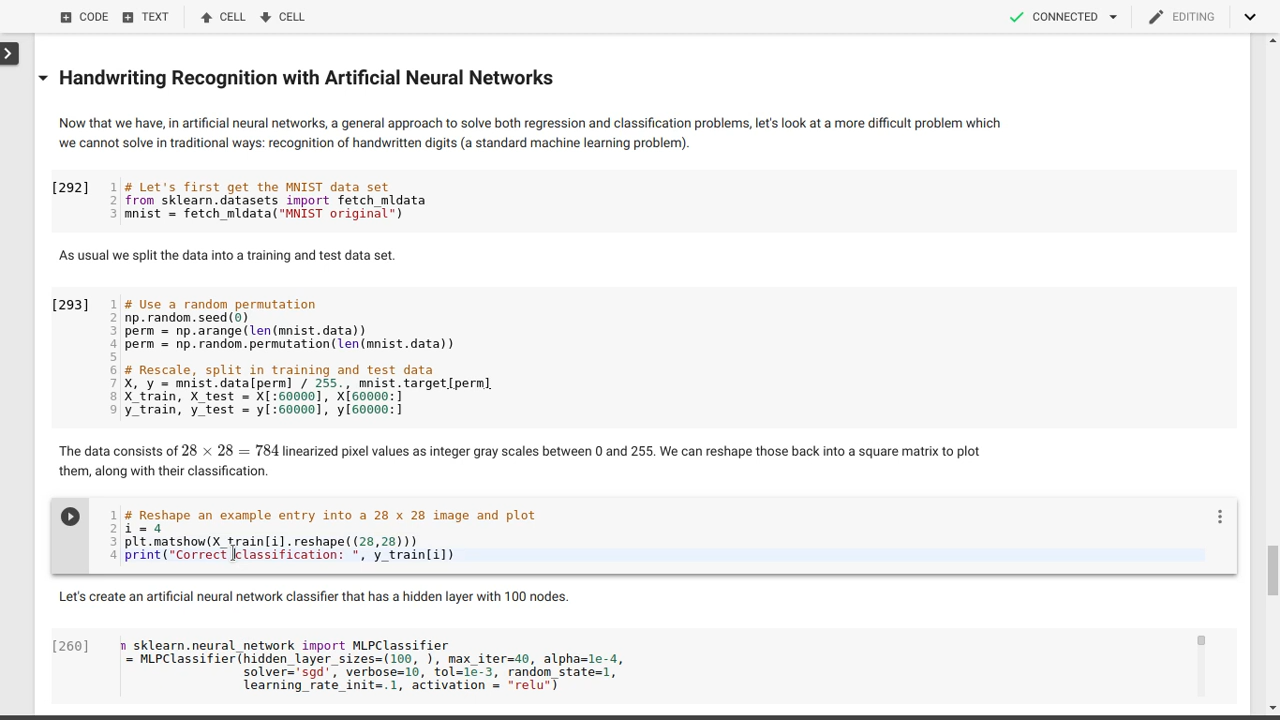 CODE TEXT CELL CELL CONNECTED EDITING
Handwriting Recognition with Artificial Neural Networks
Now that we have, in artificial neural networks, a general approach to solve both regression and classification problems, let's look at a more difficult problem which
we cannot solve in traditional ways: recognition of handwritten digits (a standard machine learning problem).
[292] 1 # Let's first get the MNIST data set
2 from sklearn.datasets import fetch_mldata
3 mnist = fetch_mldata("MNIST original")
As usual we split the data into a training and test data set.
[293] 1 # Use a random permutation
2 np.random.seed(0)
3 perm = np.arange(len(mnist.data))
4 perm = np.random.permutation(len(mnist.data))
5
6 # Rescale, split in training and test data
7 X, y = mnist.data[perm] / 255., mnist.target[perm]
8 X_train, X_test = X[:60000], X[60000:]
9 y_train, y_test = y[:60000], y[60000:]
The data consists of 28 × 28 = 784 linearized pixel values as integer gray scales between 0 and 255. We can reshape those back into a square matrix to plot
them, along with their classification.
1 # Reshape an example entry into a 28 x 28 image and plot
2 i = 4
3 plt.matshow(X_train[i].reshape((28,28)))
4 print("Correct classification: ", y_train[i])
Let's create an artificial neural network classifier that has a hidden layer with 100 nodes.
[260] m sklearn.neural_network import MLPClassifier
= MLPClassifier(hidden_layer_sizes=(100, ), max_iter=40, alpha=1e-4,
solver='sgd', verbose=10, tol=1e-3, random_state=1,
learning_rate_init=.1, activation = "relu")